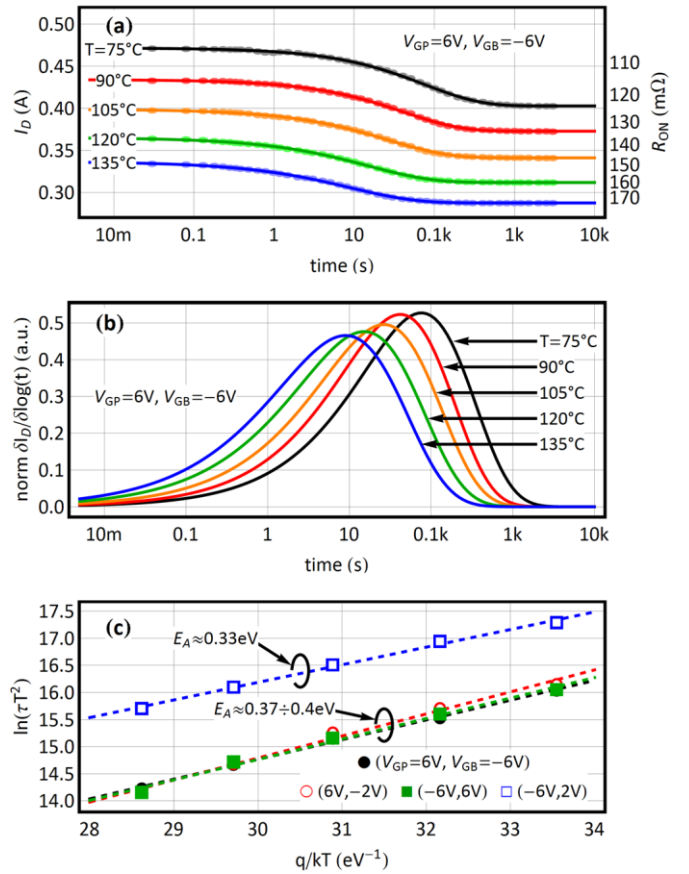 (a)
V_GP=6V, V_GB=−6V
T=75°C
90°C
105°C
120°C
135°C
0.50
0.45
0.40
0.35
0.30
I_D (A)
110
120
130
140
150
160
170
R_ON (mΩ)
10m 0.1 1 10 0.1k 1k 10k
time (s)
(b)
T=75°C
90°C
105°C
120°C
135°C
V_GP=6V, V_GB=−6V
0.5
0.4
0.3
0.2
0.1
0.0
norm δI_D/δlog(t) (a.u.)
10m 0.1 1 10 0.1k 1k 10k
time (s)
(c)
E_A≈0.33eV
E_A≈0.37÷0.4eV
(V_GP=6V, V_GB=−6V)
(6V,−2V) (−6V,6V) (−6V,2V)
17.5
17.0
16.5
16.0
15.5
15.0
14.5
14.0
ln(τT²)
28 29 30 31 32 33 34
q/kT (eV⁻¹)